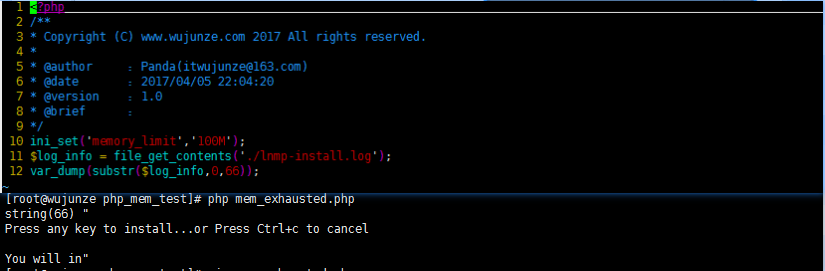 1 <?php
2 /**
3 * Copyright (C) www.wujunze.com 2017 All rights reserved.
4 *
5 * @author : Panda(itwujunze@163.com)
6 * @date : 2017/04/05 22:04:20
7 * @version : 1.0
8 * @brief :
9 */
10 ini_set('memory_limit','100M');
11 $log_info = file_get_contents('./lnmp-install.log');
12 var_dump(substr($log_info,0,66));
~
[root@wujunze php_mem_test]# php mem_exhausted.php
string(66) "
Press any key to install...or Press Ctrl+c to cancel
You will in"